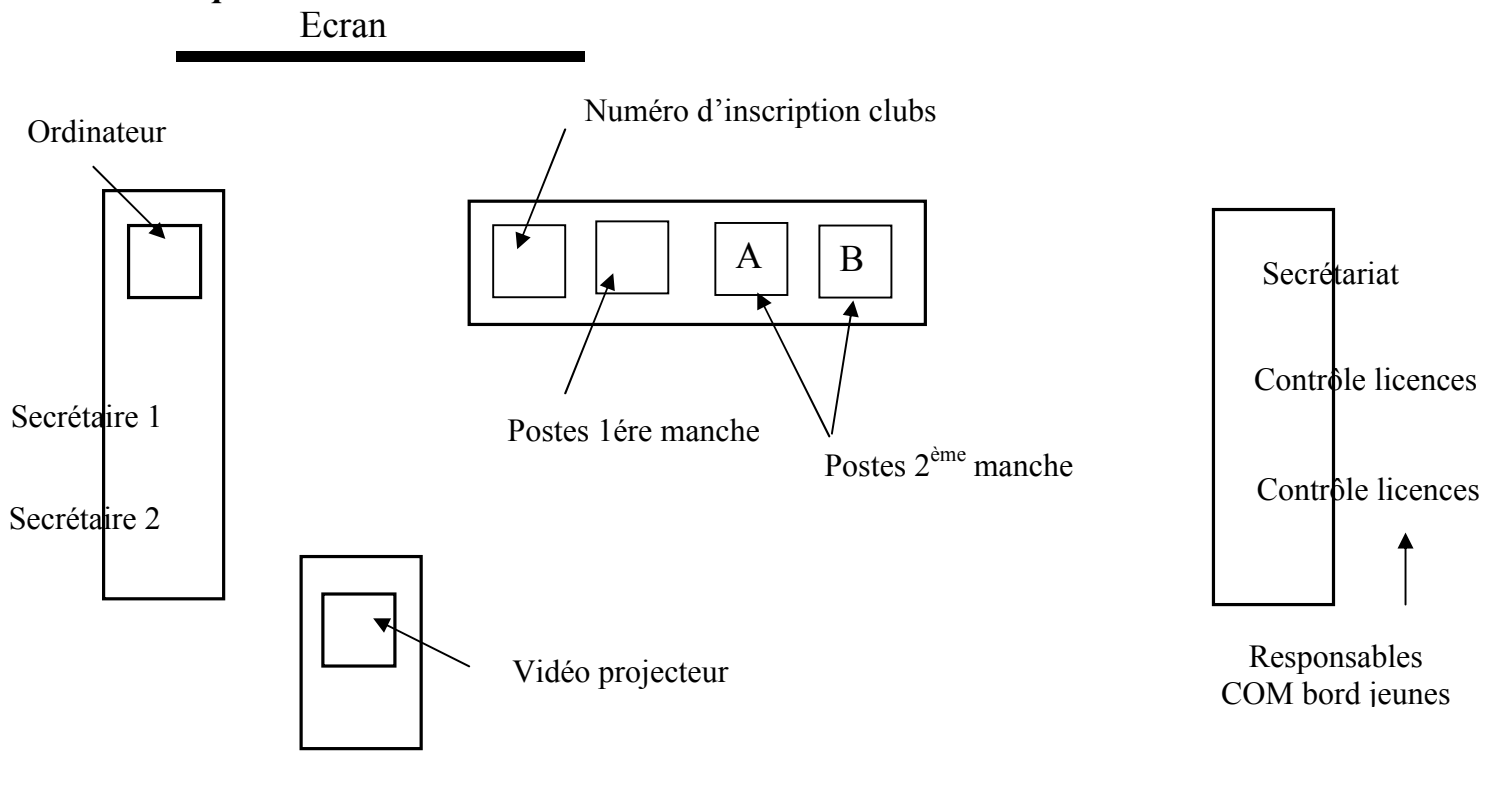 Ecran
Numéro d'inscription clubs
Ordinateur
A
B
Secrétariat
Contrôle licences
Secrétaire 1
Postes 1ére manche
Postes 2ème manche
Contrôle licences
Secrétaire 2
Vidéo projecteur
Responsables
COM bord jeunes